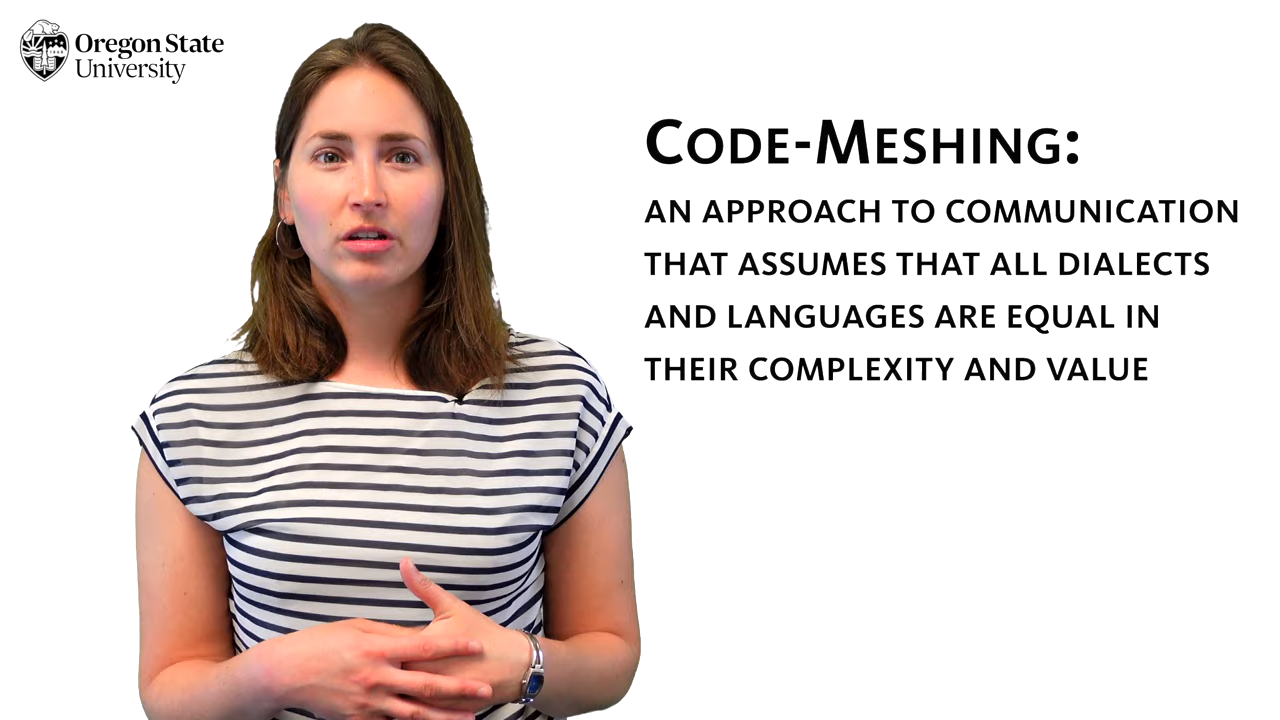 Oregon State
University
CODE-MESHING:
AN APPROACH TO COMMUNICATION
THAT ASSUMES THAT ALL DIALECTS
AND LANGUAGES ARE EQUAL IN
THEIR COMPLEXITY AND VALUE